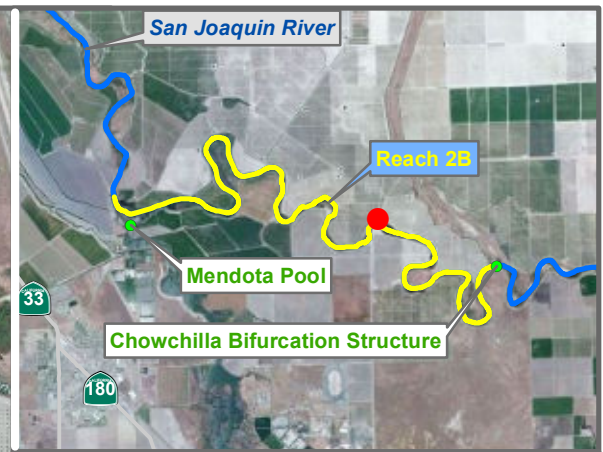 San Joaquin River
Reach 2B
Mendota Pool
33
Chowchilla Bifurcation Structure
180